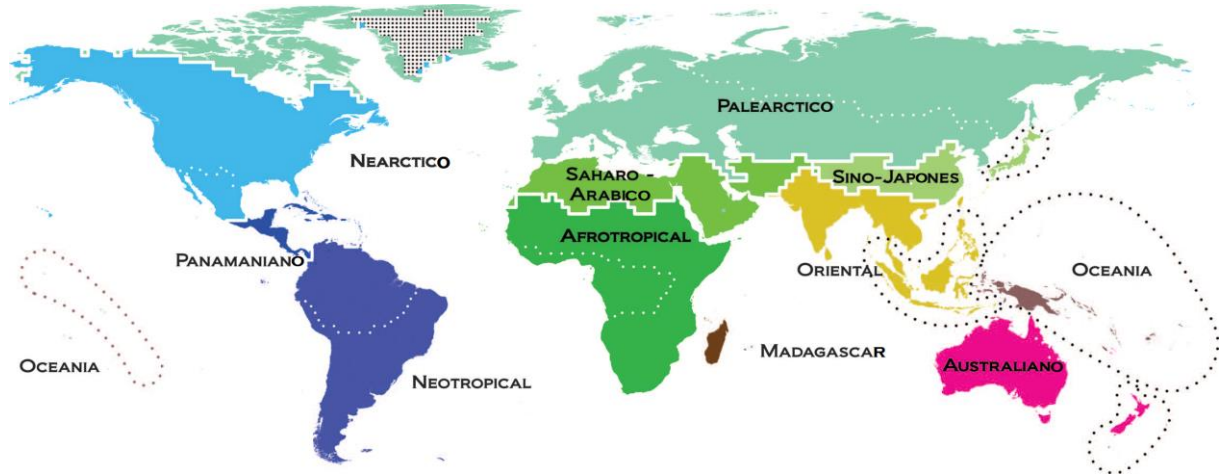 PALEARCTICO
NEARCTICO
SAHARO -
ARABICO
SINO-JAPONES
AFROTROPICAL
PANAMANIANO
ORIENTAL
OCEANIA
OCEANIA
MADAGASCAR
AUSTRALIANO
NEOTROPICAL